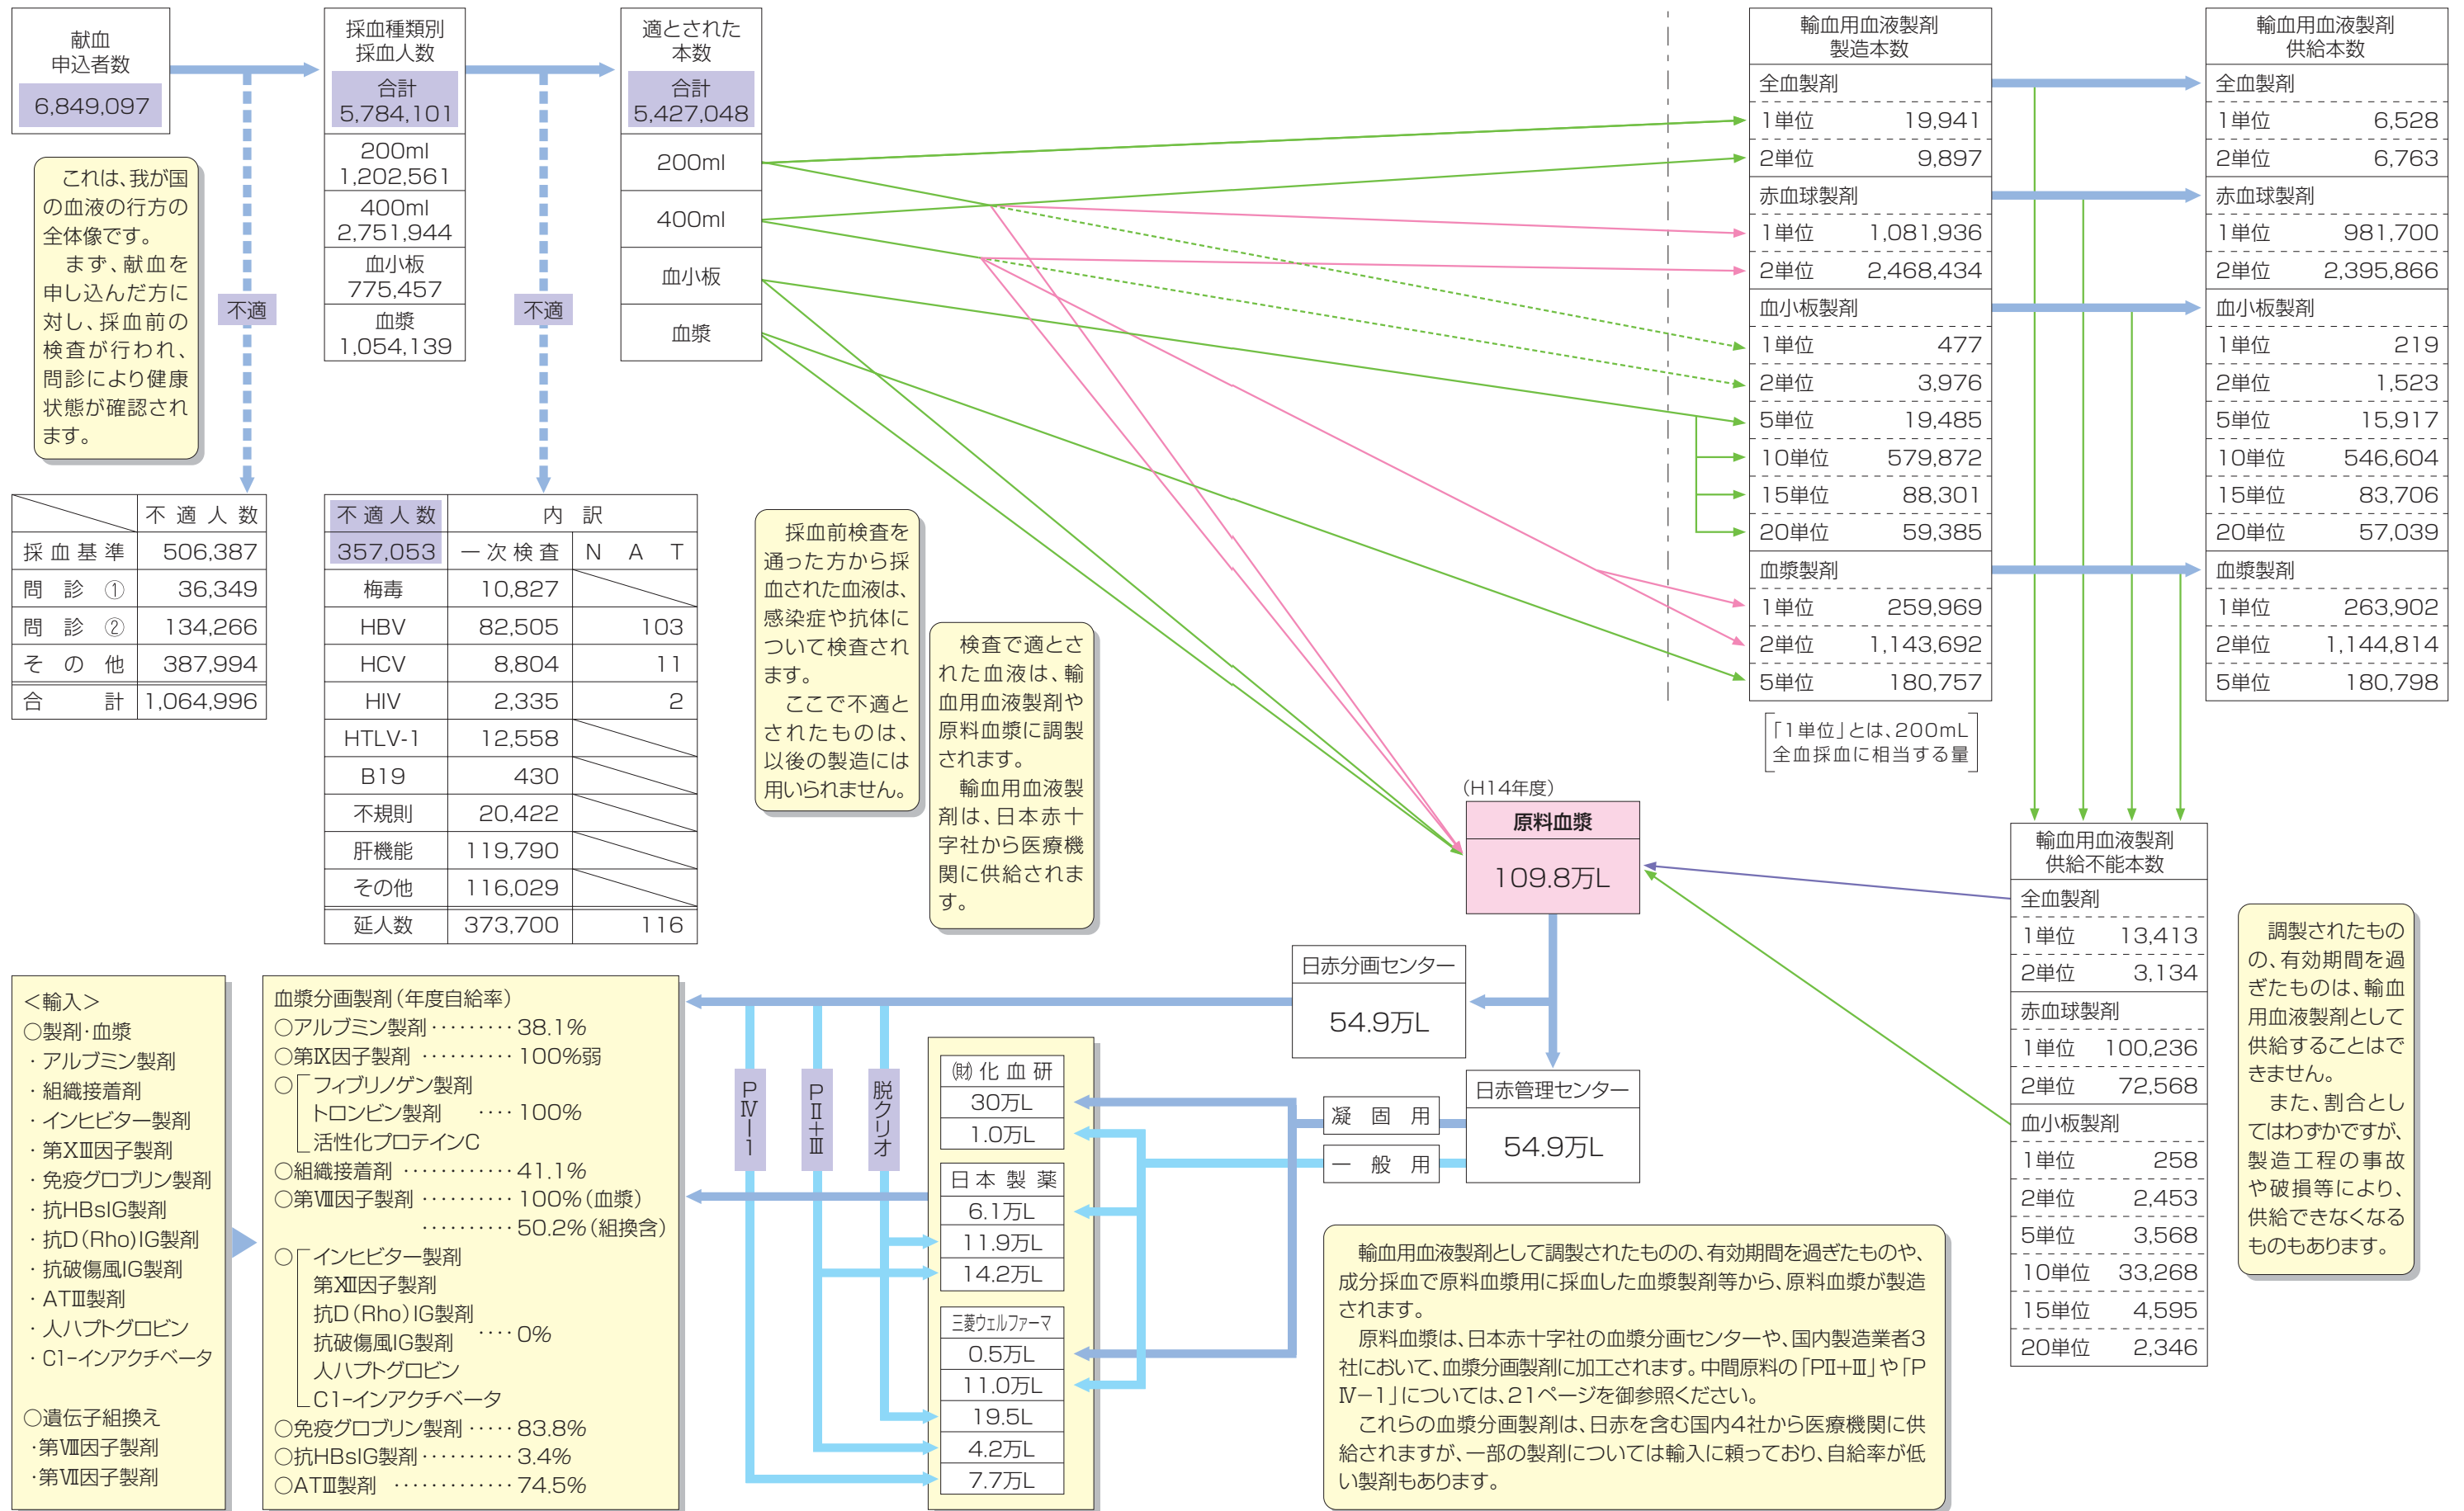 献血
申込者数
6,849,097
採血種類別
採血人数
合計
5,784,101
200ml
1,202,561
400ml
2,751,944
血小板
775,457
血漿
1,054,139
適とされた
本数
合計
5,427,048
200ml
400ml
血小板
血漿
これは、我が国
の血液の行方の
全体像です。
まず、献血を
申し込んだ方に
対し、採血前の
検査が行われ、
問診により健康
状態が確認され
ます。
不適
不適
不適人数
採血基準 506,387
問診① 36,349
問診② 134,266
その他 387,994
合計 1,064,996
不適人数 内訳
357,053 一次検査 NAT
梅毒 10,827
HBV 82,505 103
HCV 8,804 11
HIV 2,335 2
HTLV-1 12,558
B19 430
不規則 20,422
肝機能 119,790
その他 116,029
延人数 373,700 116
採血前検査を
通った方から採
血された血液は、
感染症や抗体に
ついて検査され
ます。
ここで不適と
されたものは、
以後の製造には
用いられません。
検査で適とさ
れた血液は、輸
血用血液製剤や
原料血漿に調製
されます。
輸血用血液製
剤は、日本赤十
字社から医療機
関に供給されま
す。
輸血用血液製剤
製造本数
全血製剤
1単位 19,941
2単位 9,897
赤血球製剤
1単位 1,081,936
2単位 2,468,434
血小板製剤
1単位 477
2単位 3,976
5単位 19,485
10単位 579,872
15単位 88,301
20単位 59,385
血漿製剤
1単位 259,969
2単位 1,143,692
5単位 180,757
「1単位」とは、200mL
全血採血に相当する量
輸血用血液製剤
供給本数
全血製剤
1単位 6,528
2単位 6,763
赤血球製剤
1単位 981,700
2単位 2,395,866
血小板製剤
1単位 219
2単位 1,523
5単位 15,917
10単位 546,604
15単位 83,706
20単位 57,039
血漿製剤
1単位 263,902
2単位 1,144,814
5単位 180,798
(H14年度)
原料血漿
109.8万L
輸血用血液製剤
供給不能本数
全血製剤
1単位 13,413
2単位 3,134
赤血球製剤
1単位 100,236
2単位 72,568
血小板製剤
1単位 258
2単位 2,453
5単位 3,568
10単位 33,268
15単位 4,595
20単位 2,346
調製されたもの
の、有効期間を過
ぎたものは、輸血
用血液製剤として
供給することはで
きません。
また、割合とし
てはわずかですが、
製造工程の事故
や破損等により、
供給できなくなる
ものもあります。
日赤分画センター
54.9万L
日赤管理センター
54.9万L
凝固用
一般用
㈶化血研
30万L
1.0万L
日本製薬
6.1万L
11.9万L
14.2万L
三菱ウェルファーマ
0.5万L
11.0万L
19.5L
4.2万L
7.7万L
PⅣ−1
PⅡ+Ⅲ
脱クリオ
<輸入>
○製剤・血漿
・アルブミン製剤
・組織接着剤
・インヒビター製剤
・第XⅢ因子製剤
・免疫グロブリン製剤
・抗HBsIG製剤
・抗D(Rho)IG製剤
・抗破傷風IG製剤
・ATⅢ製剤
・人ハプトグロビン
・C1-インアクチベータ
○遺伝子組換え
・第Ⅷ因子製剤
・第Ⅶ因子製剤
血漿分画製剤(年度自給率)
○アルブミン製剤 ········· 38.1%
○第Ⅸ因子製剤 ·········· 100%弱
○フィブリノゲン製剤
トロンビン製剤 ···· 100%
活性化プロテインC
○組織接着剤 ············ 41.1%
○第Ⅷ因子製剤 ·········· 100%(血漿)
·········· 50.2%(組換含)
○インヒビター製剤
第XⅢ因子製剤
抗D(Rho)IG製剤
抗破傷風IG製剤 ···· 0%
人ハプトグロビン
C1-インアクチベータ
○免疫グロブリン製剤 ····· 83.8%
○抗HBsIG製剤 ········· 3.4%
○ATⅢ製剤 ············· 74.5%
輸血用血液製剤として調製されたものの、有効期間を過ぎたものや、
成分採血で原料血漿用に採血した血漿製剤等から、原料血漿が製造
されます。
原料血漿は、日本赤十字社の血漿分画センターや、国内製造業者3
社において、血漿分画製剤に加工されます。中間原料の「PⅡ+Ⅲ」や「P
Ⅳ−1」については、21ページを御参照ください。
これらの血漿分画製剤は、日赤を含む国内4社から医療機関に供
給されますが、一部の製剤については輸入に頼っており、自給率が低
い製剤もあります。